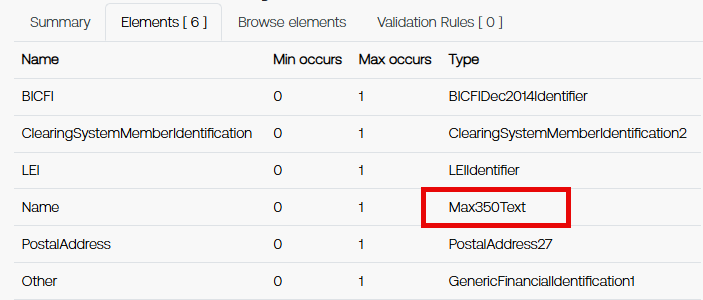 Summary Elements [ 6 ] Browse elements Validation Rules [ 0 ]
Name Min occurs Max occurs Type
BICFI 0 1 BICFIDec2014Identifier
ClearingSystemMemberIdentification 0 1 ClearingSystemMemberIdentification2
LEI 0 1 LEIIdentifier
Name 0 1 Max350Text
PostalAddress 0 1 PostalAddress27
Other 0 1 GenericFinancialIdentification1